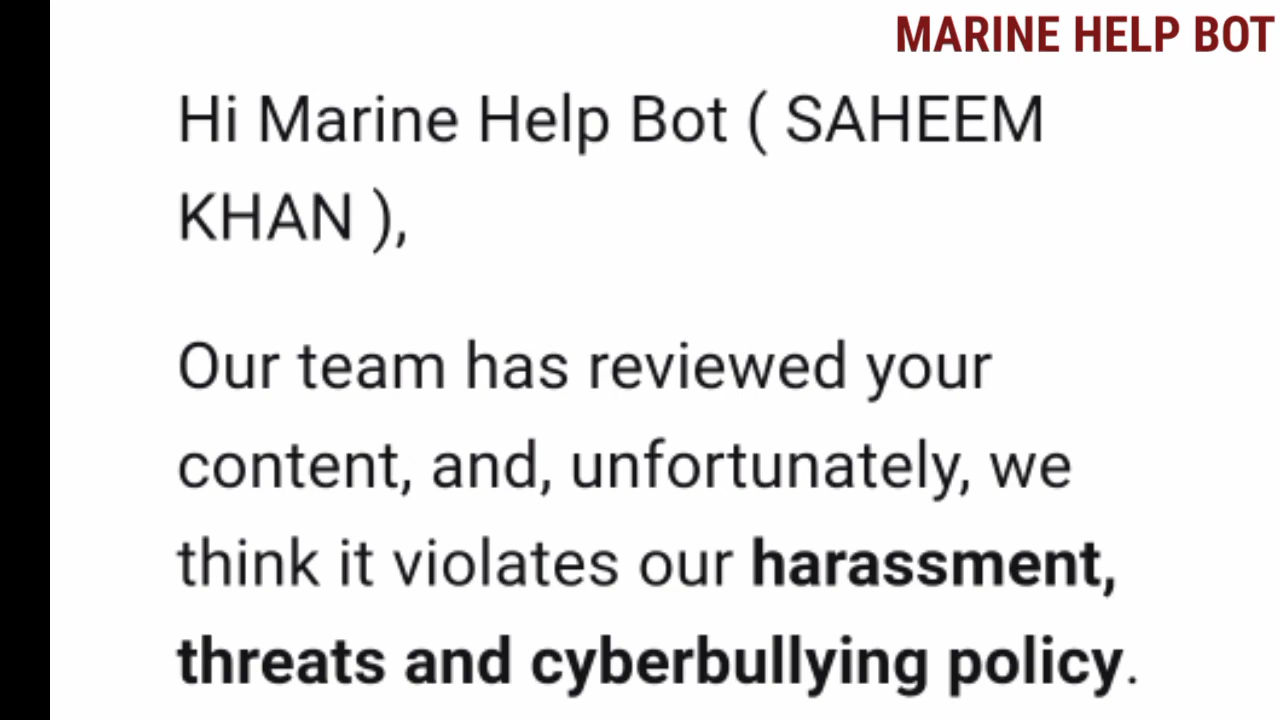 MARINE HELP BOT
Hi Marine Help Bot ( SAHEEM
KHAN ),
Our team has reviewed your
content, and, unfortunately, we
think it violates our harassment,
threats and cyberbullying policy.